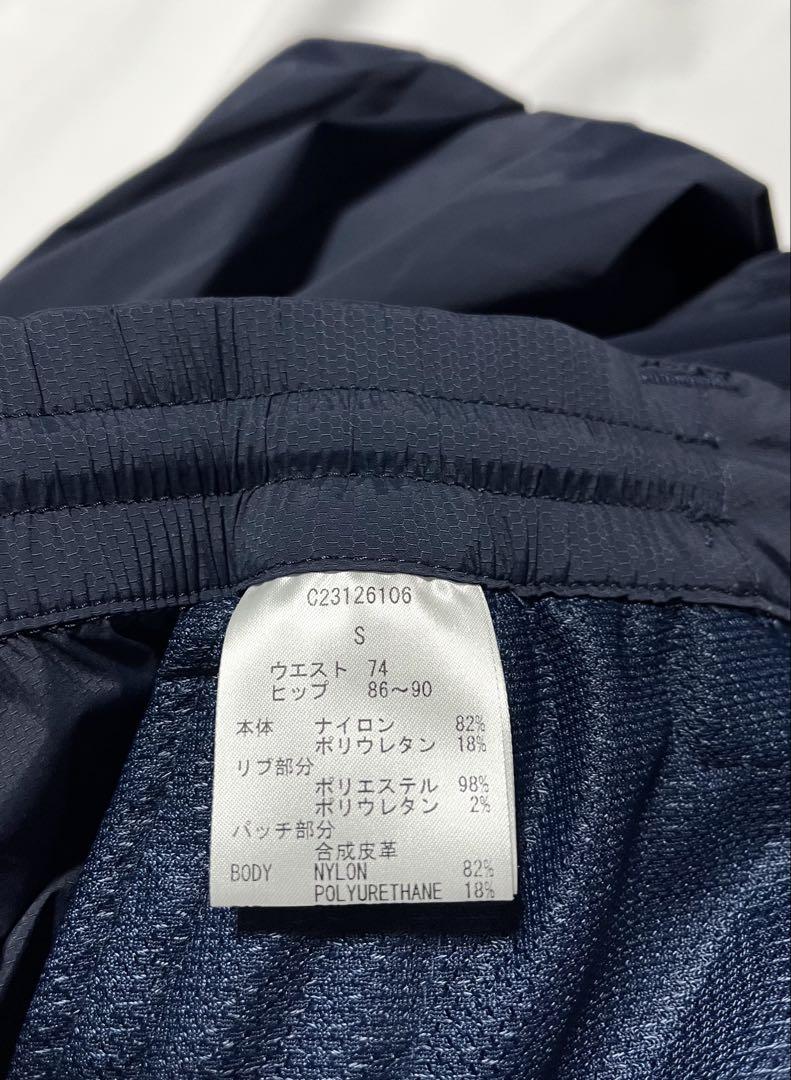 C23126106
S
ウエスト 74
ヒップ 86〜90
本体 ナイロン 82%
ポリウレタン 18%
リブ部分
ポリエステル 98%
ポリウレタン 2%
パッチ部分
合成皮革
BODY NYLON 82%
POLYURETHANE 18%